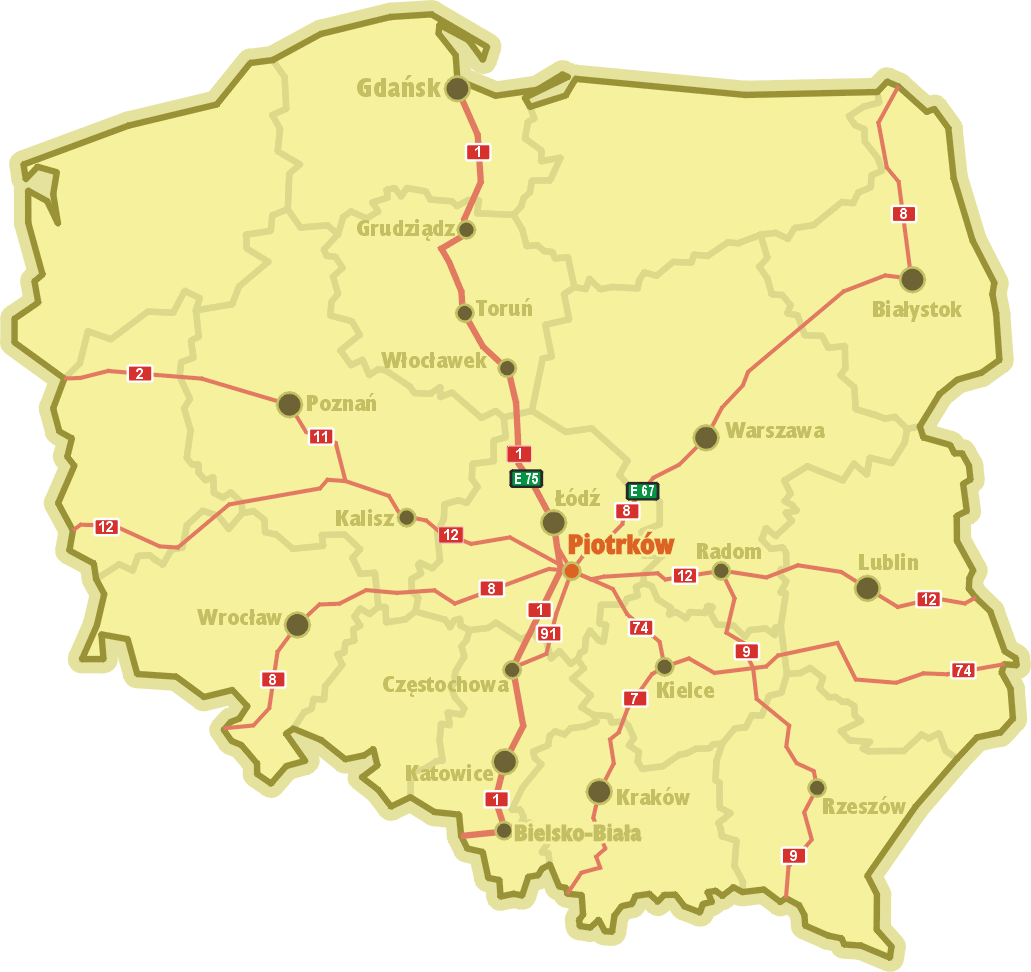 Gdańsk
1
8
Grudziądz
Białystok
Toruń
Włocławek
2
Poznań
11
Warszawa
1
E 75
E 67
Łódź
8
Kalisz
12
12
Piotrków
Radom
Lublin
12
8
12
1
Wrocław
91
74
9
8
Częstochowa
Kielce
74
7
Katowice
1
Kraków
Rzeszów
Bielsko-Biała
9